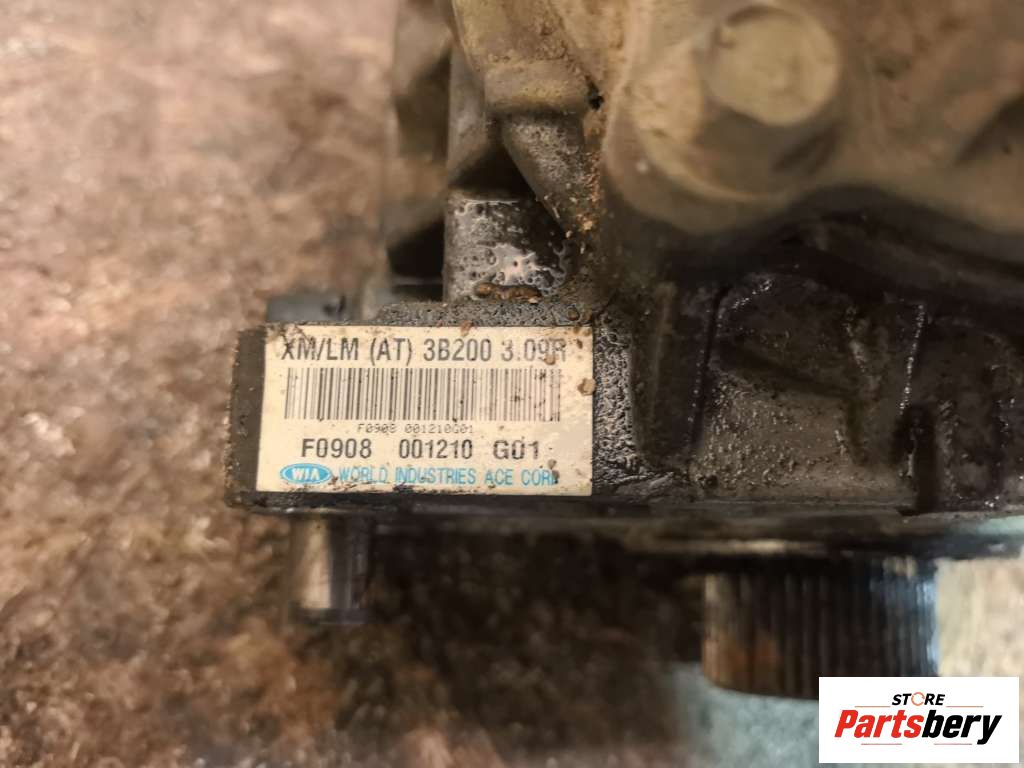 XM/LM (AT) 3B200 3.09R
F0908 001210G01
F0908 001210 G01
WIA WORLD INDUSTRIES ACE CORP
STORE
Partsbery